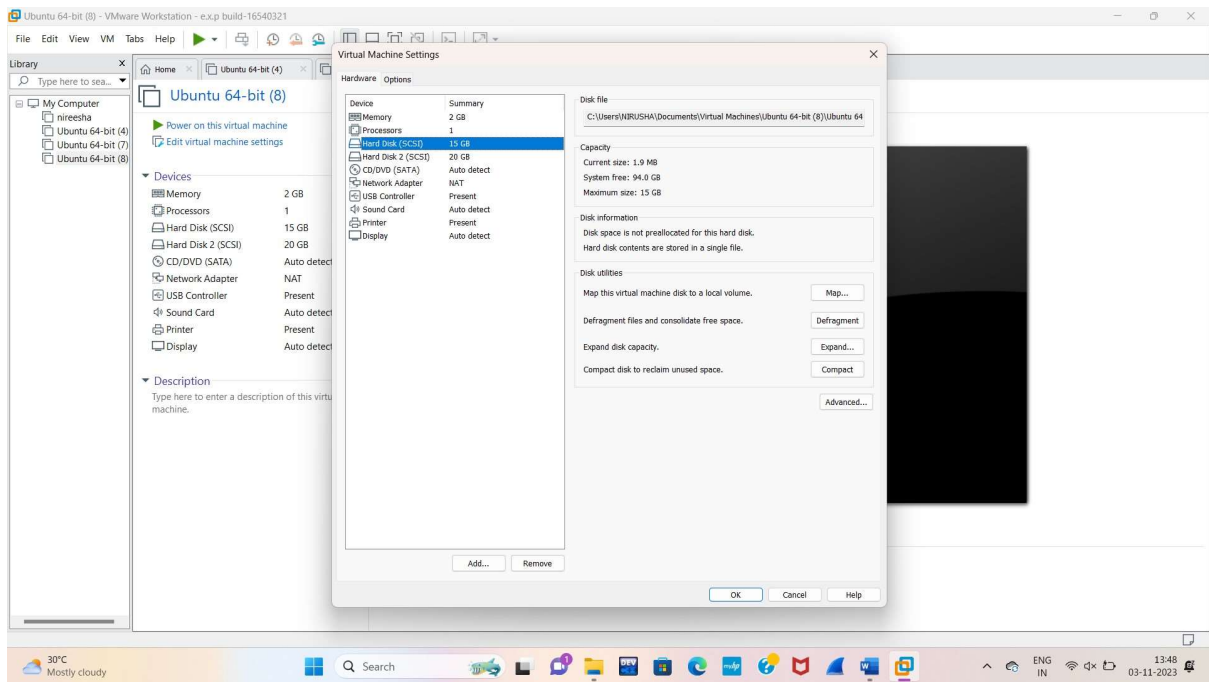 Ubuntu 64-bit (8) - VMware Workstation - e.x.p build-16540321
File Edit View VM Tabs Help
Library x
Type here to sea...
My Computer
nireesha
Ubuntu 64-bit (4)
Ubuntu 64-bit (7)
Ubuntu 64-bit (8)
Home × Ubuntu 64-bit (4) ×
Ubuntu 64-bit (8)
Power on this virtual machine
Edit virtual machine settings
Devices
Memory 2 GB
Processors 1
Hard Disk (SCSI) 15 GB
Hard Disk 2 (SCSI) 20 GB
CD/DVD (SATA) Auto detect
Network Adapter NAT
USB Controller Present
Sound Card Auto detect
Printer Present
Display Auto detect
Description
Type here to enter a description of this virtu
machine.
Virtual Machine Settings
Hardware Options
Device Summary
Memory 2 GB
Processors 1
Hard Disk (SCSI) 15 GB
Hard Disk 2 (SCSI) 20 GB
CD/DVD (SATA) Auto detect
Network Adapter NAT
USB Controller Present
Sound Card Auto detect
Printer Present
Display Auto detect
Add... Remove
Disk file
C:\Users\NIRUSHA\Documents\Virtual Machines\Ubuntu 64-bit (8)\Ubuntu 64
Capacity
Current size: 1.9 MB
System free: 94.0 GB
Maximum size: 15 GB
Disk information
Disk space is not preallocated for this hard disk.
Hard disk contents are stored in a single file.
Disk utilities
Map this virtual machine disk to a local volume. Map...
Defragment files and consolidate free space. Defragment
Expand disk capacity. Expand...
Compact disk to reclaim unused space. Compact
Advanced...
OK Cancel Help
30°C
Mostly cloudy
Search
1
DEV
ENG
IN
13:48
03-11-2023